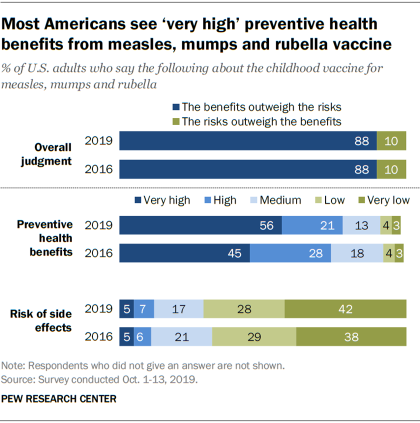 Most Americans see ‘very high’ preventive health
benefits from measles, mumps and rubella vaccine
% of U.S. adults who say the following about the childhood vaccine for
measles, mumps and rubella
The benefits outweigh the risks
The risks outweigh the benefits
Overall
judgment
2019 88 10
2016 88 10
Very high High Medium Low Very low
Preventive
health
benefits
2019 56 21 13 4 3
2016 45 28 18 4 3
Risk of side
effects
2019 5 7 17 28 42
2016 5 6 21 29 38
Note: Respondents who did not give an answer are not shown.
Source: Survey conducted Oct. 1-13, 2019.
PEW RESEARCH CENTER